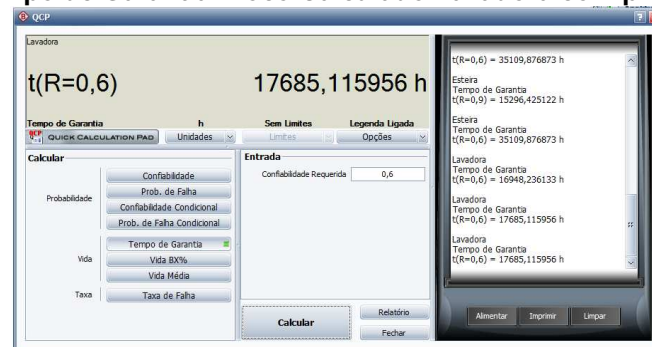 QCP
Lavadora
t(R=0,6) 17685,115956 h
Tempo de Garantia h Sem Limites Legenda Ligada
QCP QUICK CALCULATION PAD Unidades Limites Opções
Calcular
Probabilidade
Confiabilidade
Prob. de Falha
Confiabilidade Condicional
Prob. de Falha Condicional
Vida
Tempo de Garantia
Vida BX%
Vida Média
Taxa
Taxa de Falha
Entrada
Confiabilidade Requerida 0,6
Calcular
Relatório
Fechar
t(R=0,6) = 35109,876873 h
Esteira
Tempo de Garantia
t(R=0,9) = 15296,425122 h
Esteira
Tempo de Garantia
t(R=0,6) = 35109,876873 h
Lavadora
Tempo de Garantia
t(R=0,6) = 16948,236133 h
Lavadora
Tempo de Garantia
t(R=0,6) = 17685,115956 h
Lavadora
Tempo de Garantia
t(R=0,6) = 17685,115956 h
Alimentar Imprimir Limpar